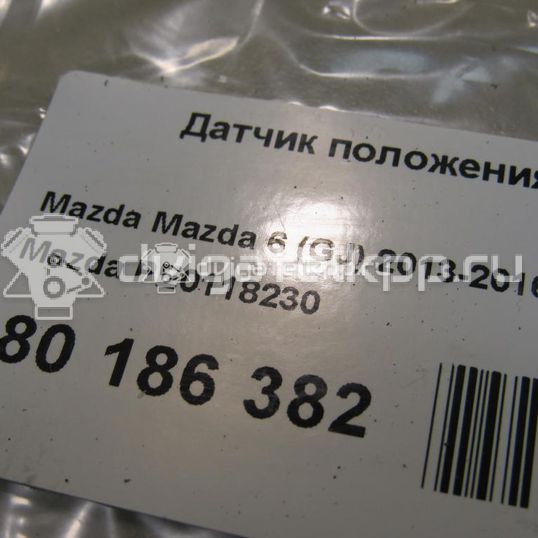 Датчик положения
Mazda Mazda 6 (GJ) 2013-2016
80 186 382